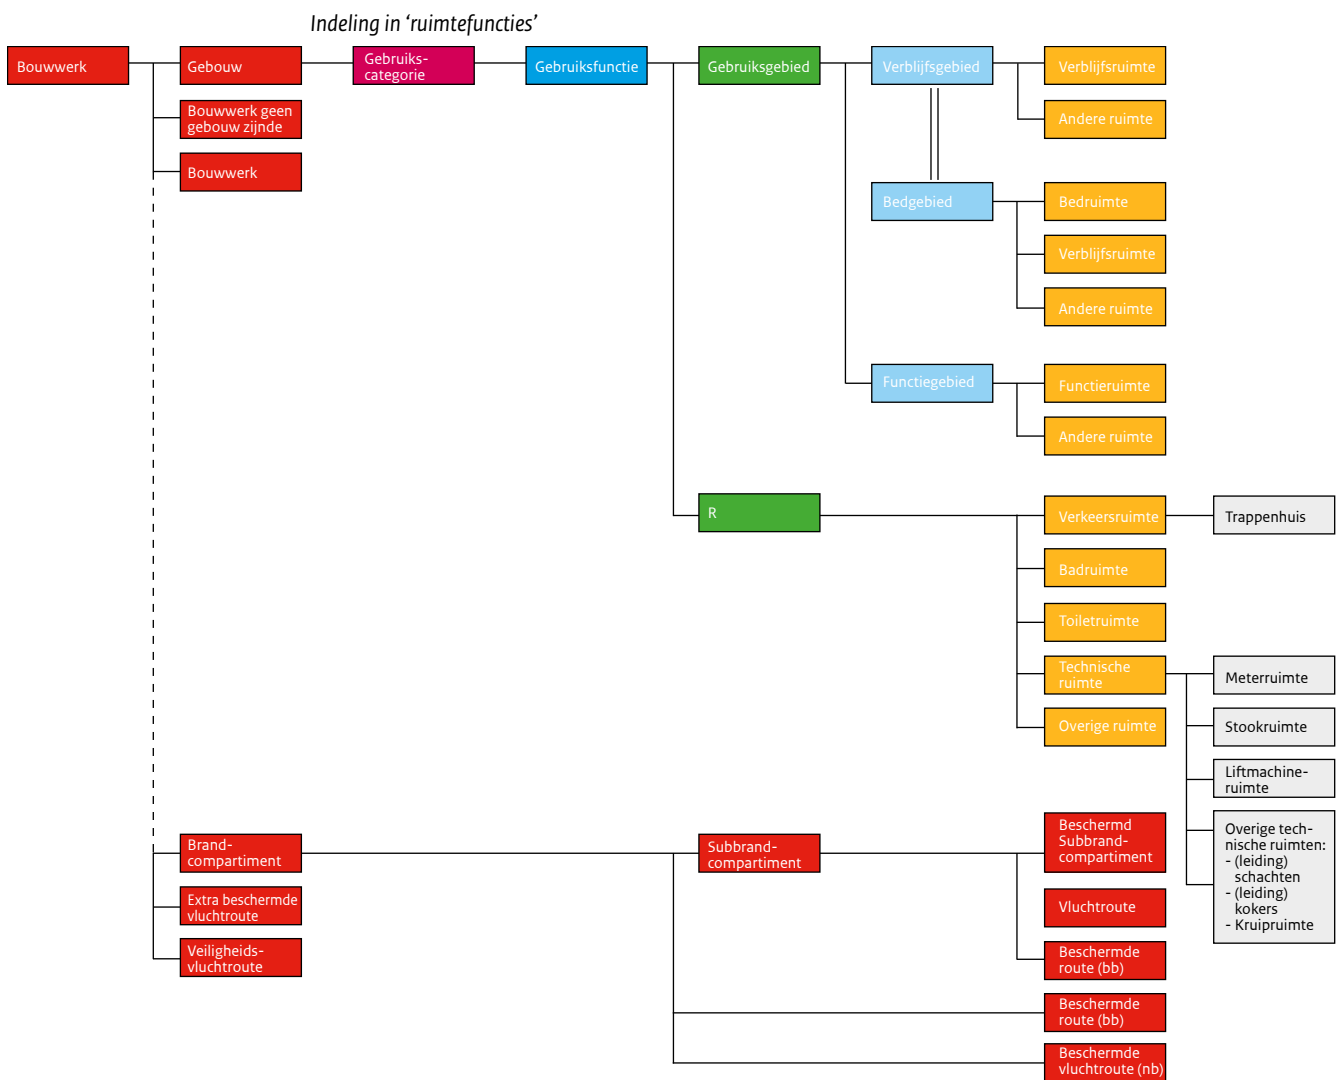 Indeling in ‘ruimtefuncties’
Bouwwerk
Gebouw
Gebruiks-
categorie
Gebruiksfunctie
Gebruiksgebied
Verblijfsgebied
Verblijfsruimte
Bouwwerk geen
gebouw zijnde
Andere ruimte
Bouwwerk
Bedgebied
Bedruimte
Verblijfsruimte
Andere ruimte
Functiegebied
Functieruimte
Andere ruimte
R
Verkeersruimte
Trappenhuis
Badruimte
Toiletruimte
Technische
ruimte
Meterruimte
Overige ruimte
Stookruimte
Liftmachine-
ruimte
Overige tech-
nische ruimten:
- (leiding)
schachten
- (leiding)
kokers
- Kruipruimte
Brand-
compartiment
Subbrand-
compartiment
Beschermd
Subbrand-
compartiment
Extra beschermde
vluchtroute
Vluchtroute
Veiligheids-
vluchtroute
Beschermde
route (bb)
Beschermde
route (bb)
Beschermde
vluchtroute (nb)